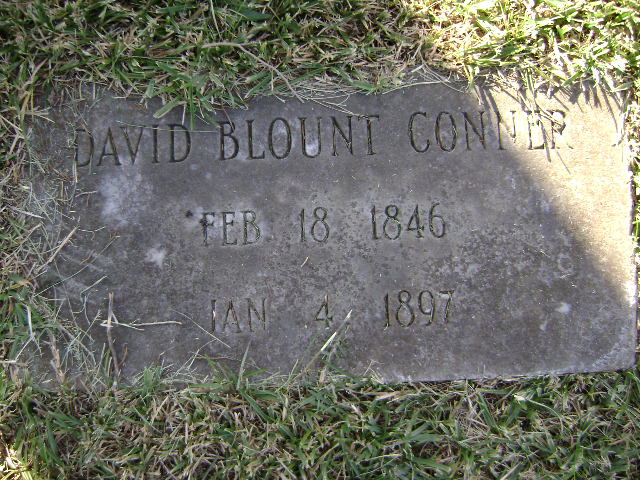 DAVID BLOUNT CONNER
FEB 18 1846
JAN 4 1897